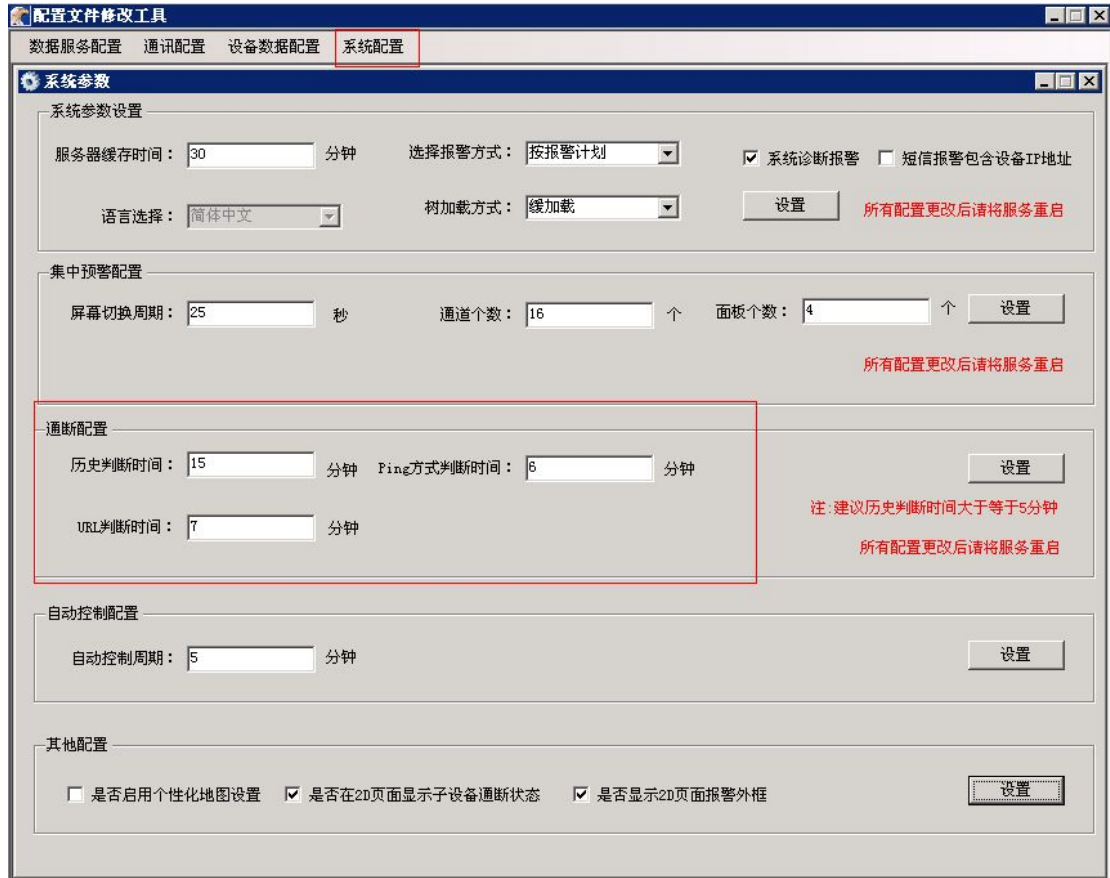 配置文件修改工具
数据服务配置 通讯配置 设备数据配置 系统配置
系统参数
系统参数设置
服务器缓存时间： 30 分钟 选择报警方式： 按报警计划 系统诊断报警 短信报警包含设备IP地址
语言选择： 简体中文 树加载方式： 缓加载 设置 所有配置更改后请将服务重启
集中预警配置
屏幕切换周期： 25 秒 通道个数： 16 个 面板个数： 4 个 设置
所有配置更改后请将服务重启
通断配置
历史判断时间： 15 分钟 Ping方式判断时间： 6 分钟 设置
注:建议历史判断时间大于等于5分钟
URL判断时间： 7 分钟
所有配置更改后请将服务重启
自动控制配置
自动控制周期： 5 分钟 设置
其他配置
是否启用个性化地图设置 是否在2D页面显示子设备通断状态 是否显示2D页面报警外框 设置